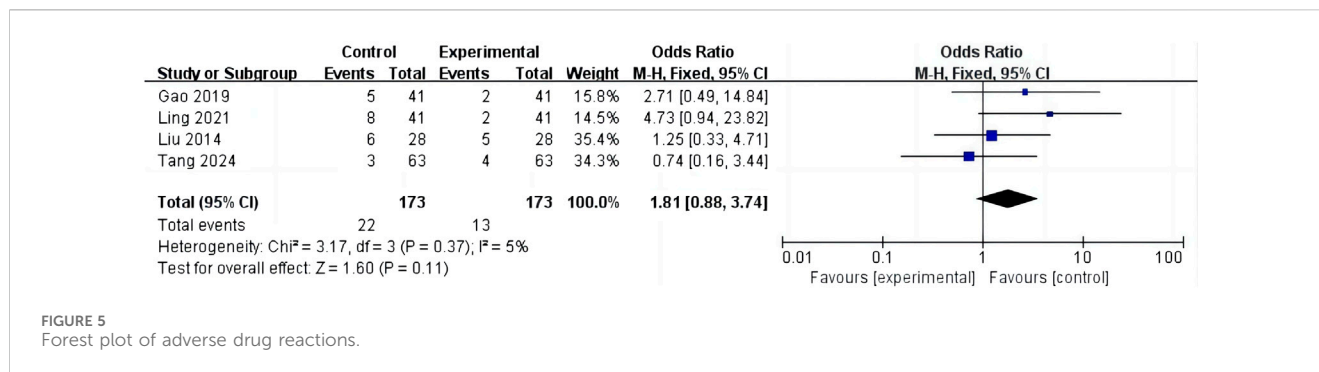 Control Experimental Odds Ratio Odds Ratio
Study or Subgroup Events Total Events Total Weight M-H, Fixed, 95% CI M-H, Fixed, 95% CI
Gao 2019 5 41 2 41 15.8% 2.71 [0.49, 14.84]
Ling 2021 8 41 2 41 14.5% 4.73 [0.94, 23.82]
Liu 2014 6 28 5 28 35.4% 1.25 [0.33, 4.71]
Tang 2024 3 63 4 63 34.3% 0.74 [0.16, 3.44]
Total (95% CI) 173 173 100.0% 1.81 [0.88, 3.74]
Total events 22 13
Heterogeneity: Chi² = 3.17, df = 3 (P = 0.37); I² = 5%
Test for overall effect: Z = 1.60 (P = 0.11)
0.01 0.1 1 10 100
Favours [experimental] Favours [control]
FIGURE 5
Forest plot of adverse drug reactions.